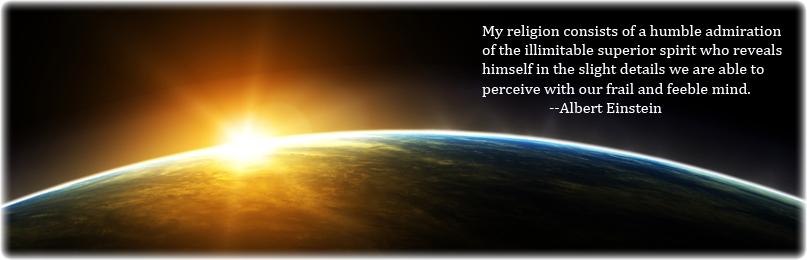 My religion consists of a humble admiration
of the illimitable superior spirit who reveals
himself in the slight details we are able to
perceive with our frail and feeble mind.
--Albert Einstein